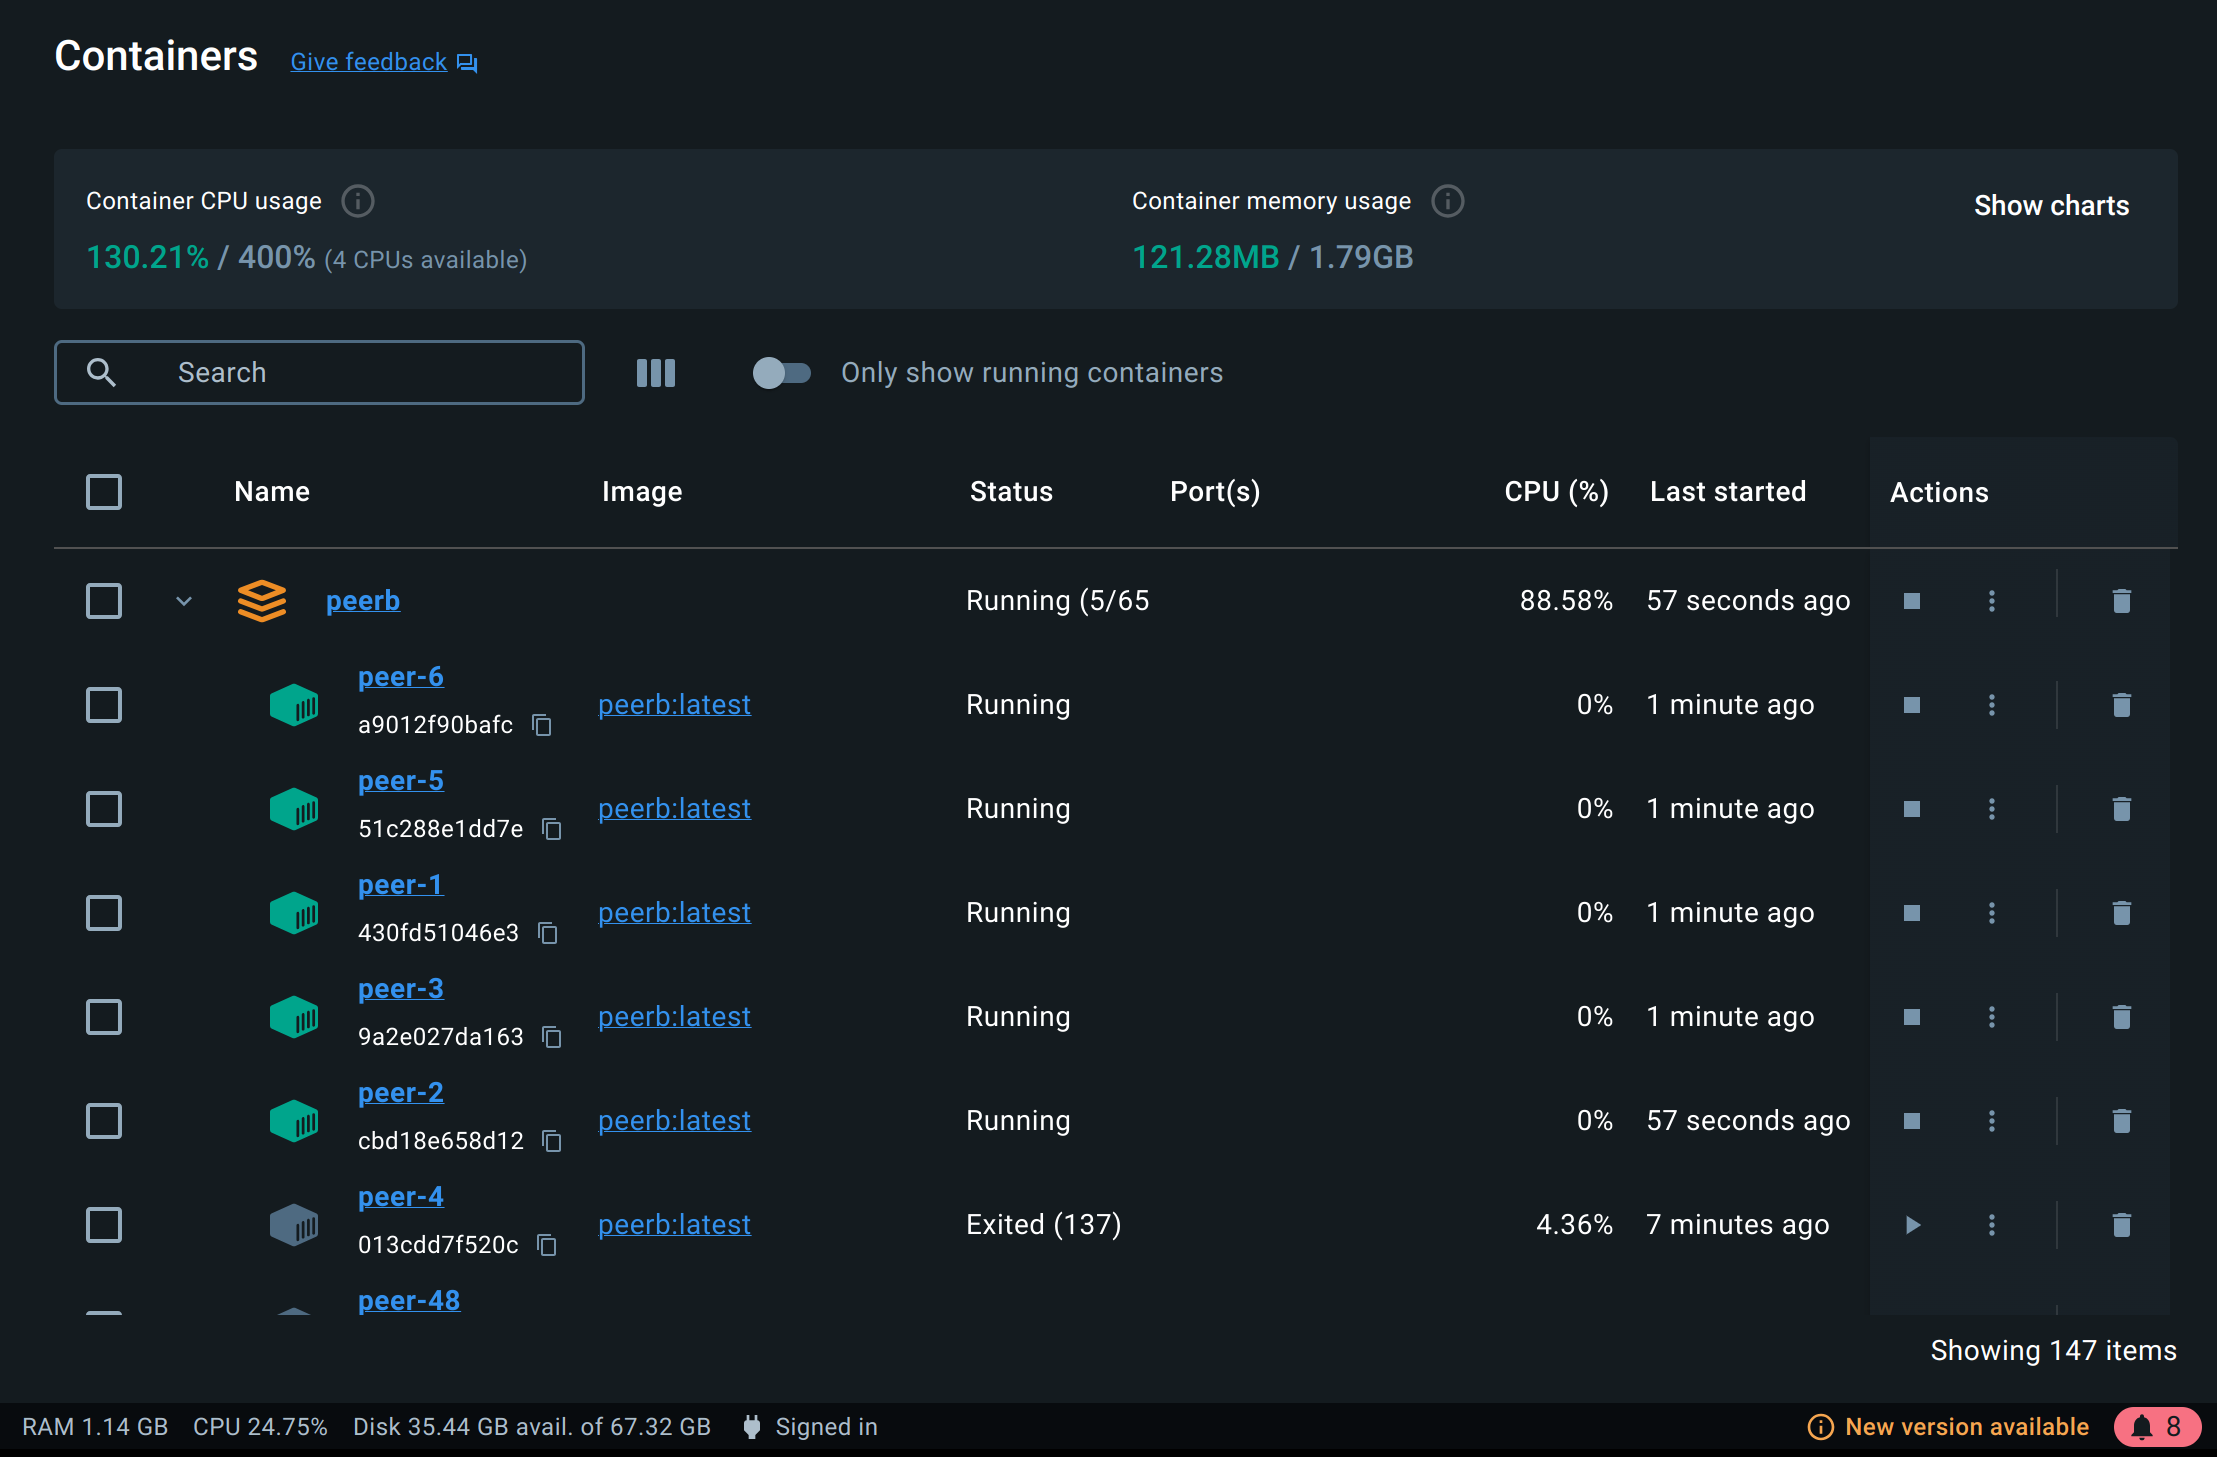 Containers Give feedback
Container CPU usage
130.21% / 400% (4 CPUs available)
Container memory usage
121.28MB / 1.79GB
Show charts
Search
Only show running containers
Name Image Status Port(s) CPU (%) Last started Actions
peerb Running (5/65 88.58% 57 seconds ago
peer-6
a9012f90bafc
peerb:latest Running 0% 1 minute ago
peer-5
51c288e1dd7e
peerb:latest Running 0% 1 minute ago
peer-1
430fd51046e3
peerb:latest Running 0% 1 minute ago
peer-3
9a2e027da163
peerb:latest Running 0% 1 minute ago
peer-2
cbd18e658d12
peerb:latest Running 0% 57 seconds ago
peer-4
013cdd7f520c
peerb:latest Exited (137) 4.36% 7 minutes ago
peer-48
Showing 147 items
RAM 1.14 GB CPU 24.75% Disk 35.44 GB avail. of 67.32 GB Signed in New version available 8